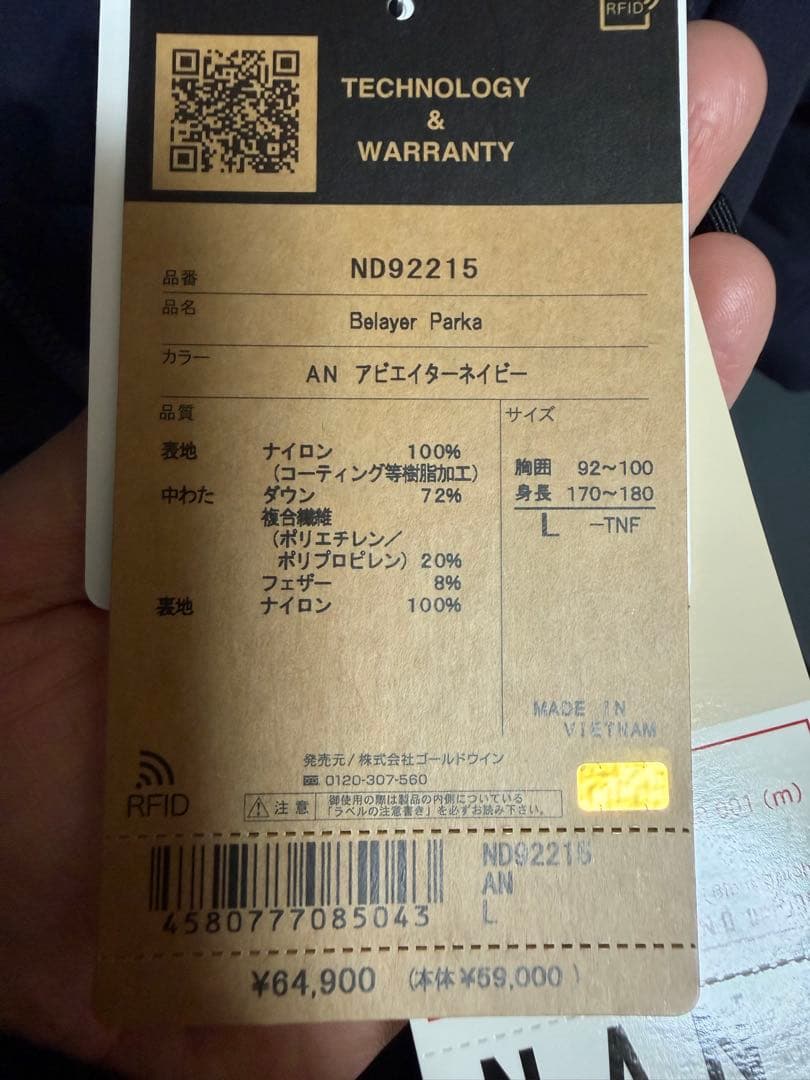 RFID
TECHNOLOGY
&
WARRANTY
品番 ND92215
品名 Belayer Parka
カラー AN アビエイターネイビー
品質
表地 ナイロン 100%
(コーティング等樹脂加工)
中わた ダウン 72%
複合繊維
(ポリエチレン/
ポリプロピレン) 20%
フェザー 8%
裏地 ナイロン 100%
サイズ
胸囲 92〜100
身長 170〜180
L -TNF
MADE IN
VIETNAM
発売元/株式会社ゴールドウイン
0120-307-560
RFID
注意 御使用の際は製品の内側についている
「ラベルの注意書き」を必ずお読み下さい。
4580777085043
ND92215
AN
L
¥64,900 (本体¥59,000)
001 (m)
N A